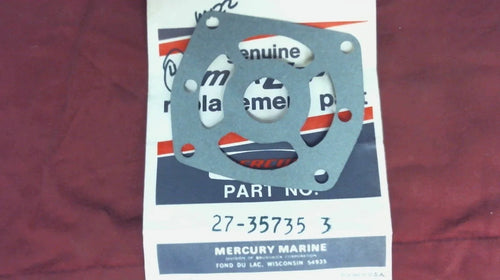 Genuine
replacement part
PART NO.
27-35735 3
MERCURY MARINE
DIVISION OF BRUNSWICK CORPORATION
FOND DU LAC, WISCONSIN 54935